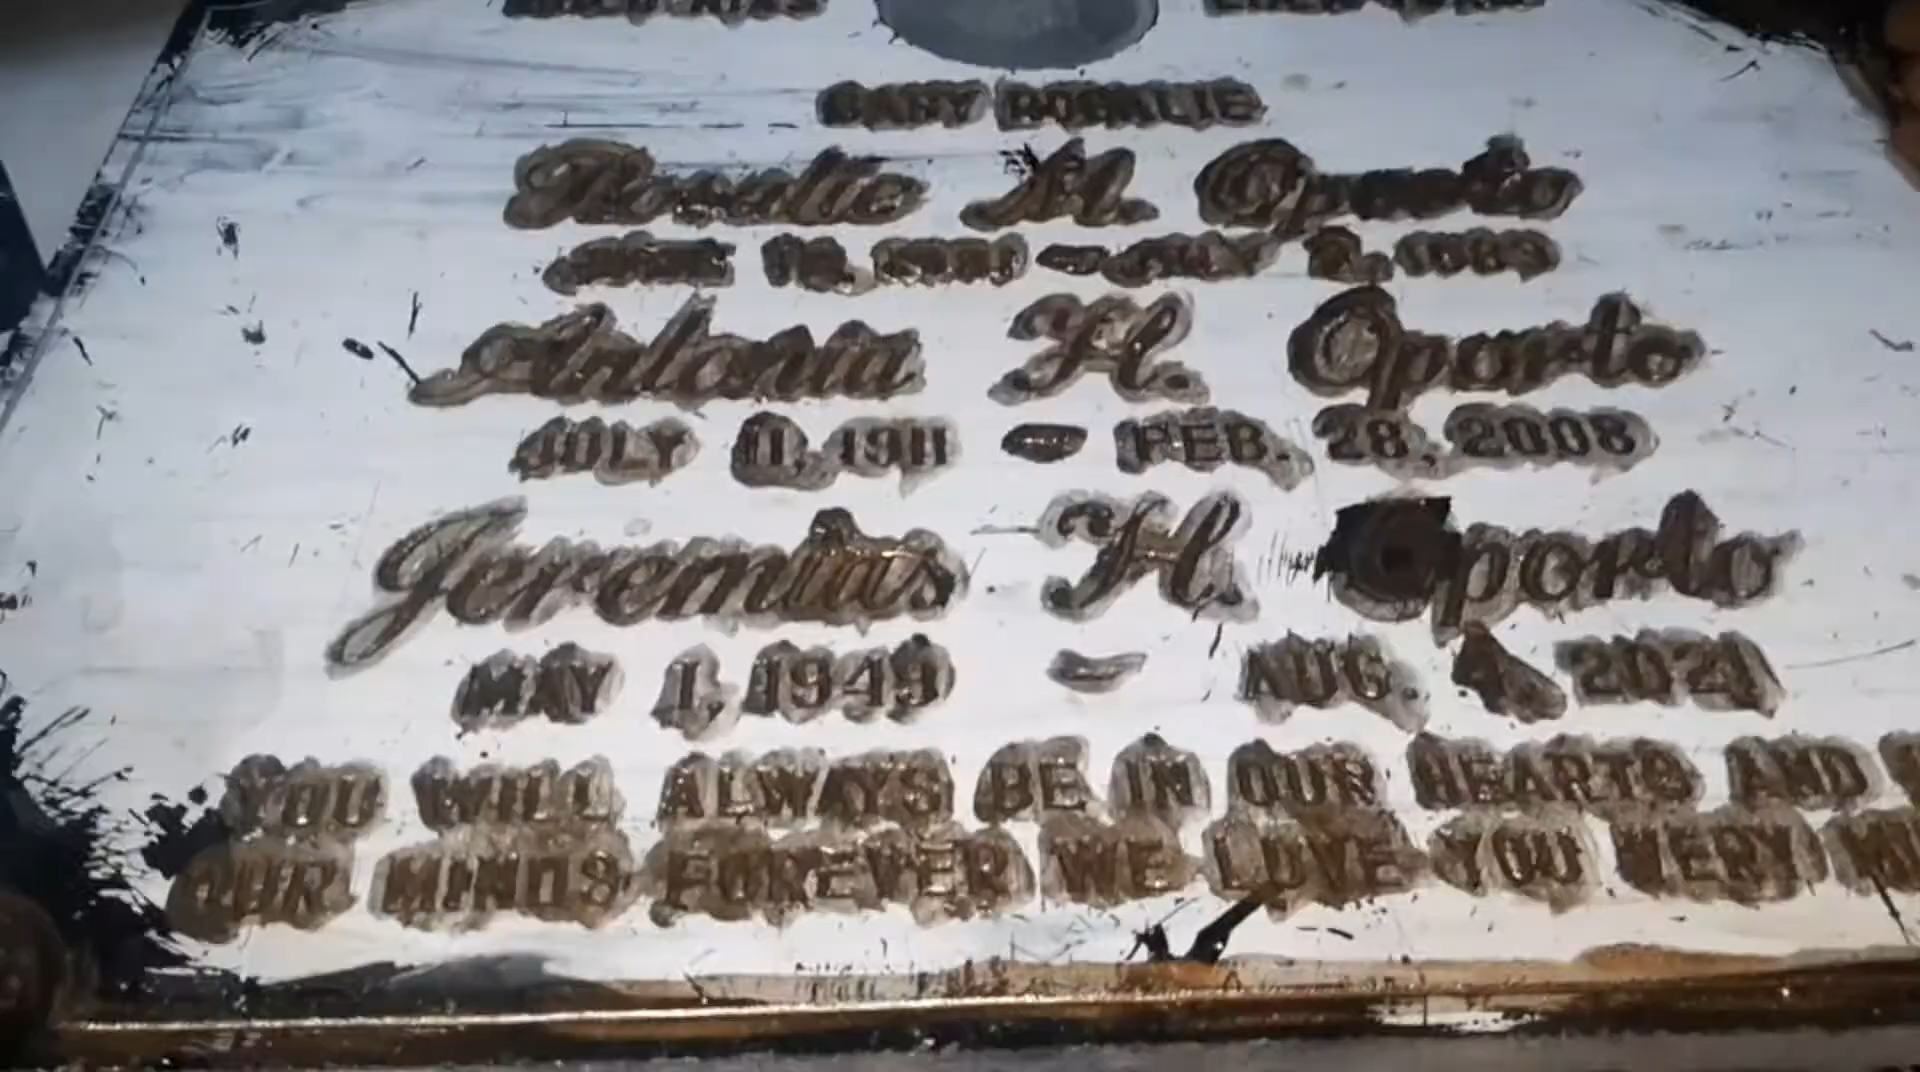 BABY ROSALIE
Rosalie M. Oporto
Antonia H. Oporto
JULY 11, 1911 - FEB. 28, 2008
Jeremias H. Oporto
MAY 1, 1949 - AUG. 2021
YOU WILL ALWAYS BE IN OUR HEARTS AND
OUR MINDS FOREVER WE LOVE YOU VERY